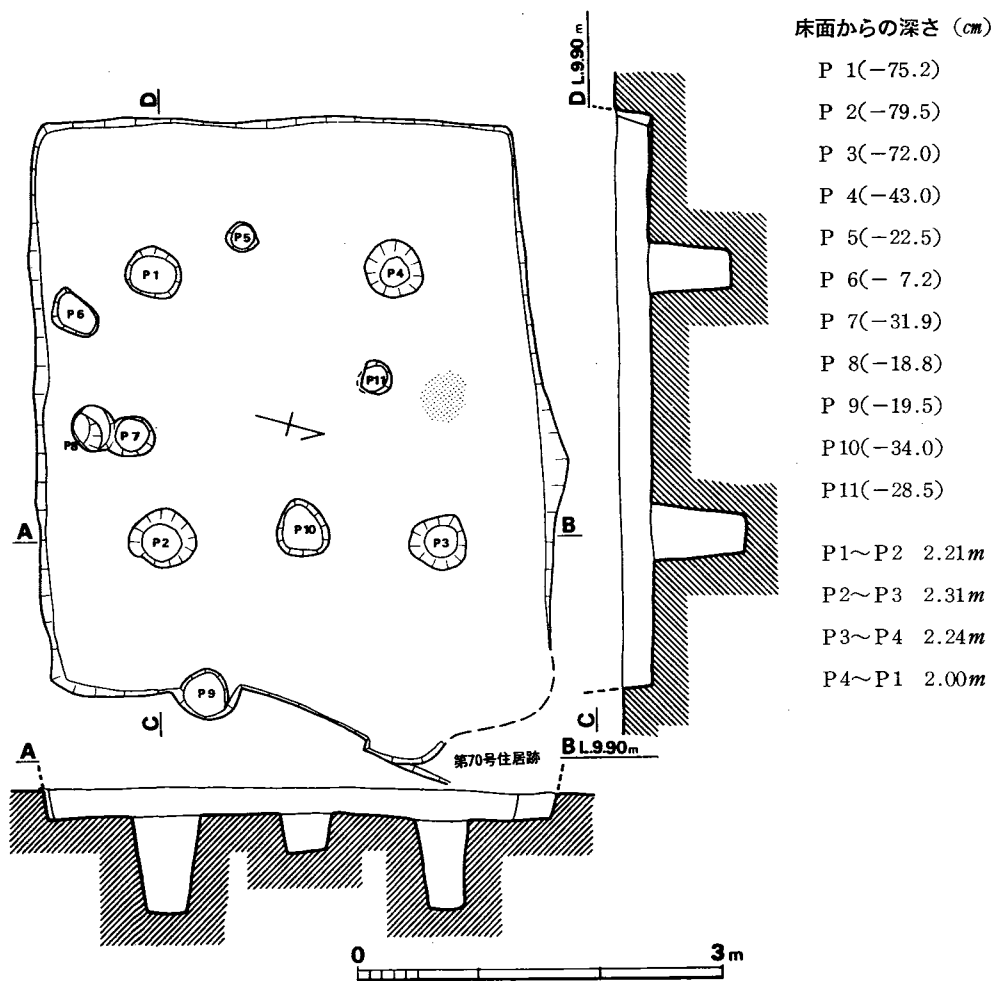 床面からの深さ (cm)
P 1(-75.2)
P 2(-79.5)
P 3(-72.0)
P 4(-43.0)
P 5(-22.5)
P 6(- 7.2)
P 7(-31.9)
P 8(-18.8)
P 9(-19.5)
P10(-34.0)
P11(-28.5)
P1~P2 2.21m
P2~P3 2.31m
P3~P4 2.24m
P4~P1 2.00m
D
D L.9.90 m
P5
P1
P4
P6
P11
P8
P7
A
B
P2
P10
P3
P9
C
C
第70号住居跡
A
B L.9.90 m
0
3 m